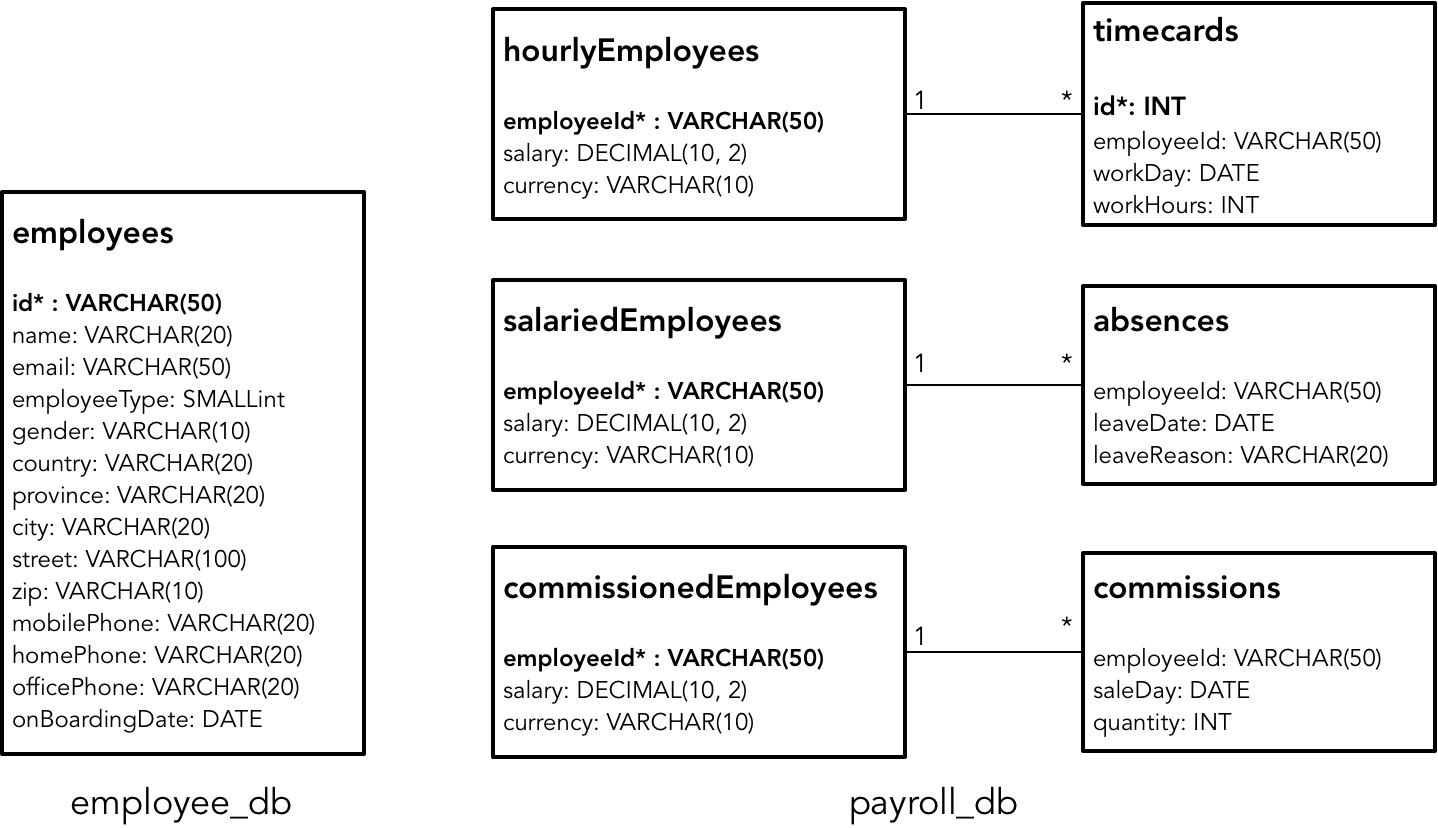 employees
id* : VARCHAR(50)
name: VARCHAR(20)
email: VARCHAR(50)
employeeType: SMALLint
gender: VARCHAR(10)
country: VARCHAR(20)
province: VARCHAR(20)
city: VARCHAR(20)
street: VARCHAR(100)
zip: VARCHAR(10)
mobilePhone: VARCHAR(20)
homePhone: VARCHAR(20)
officePhone: VARCHAR(20)
onBoardingDate: DATE
employee_db
hourlyEmployees
employeeId* : VARCHAR(50)
salary: DECIMAL(10, 2)
currency: VARCHAR(10)
1
*
timecards
id*: INT
employeeId: VARCHAR(50)
workDay: DATE
workHours: INT
salariedEmployees
employeeId* : VARCHAR(50)
salary: DECIMAL(10, 2)
currency: VARCHAR(10)
1
*
absences
employeeId: VARCHAR(50)
leaveDate: DATE
leaveReason: VARCHAR(20)
commissionedEmployees
employeeId* : VARCHAR(50)
salary: DECIMAL(10, 2)
currency: VARCHAR(10)
1
*
commissions
employeeId: VARCHAR(50)
saleDay: DATE
quantity: INT
payroll_db